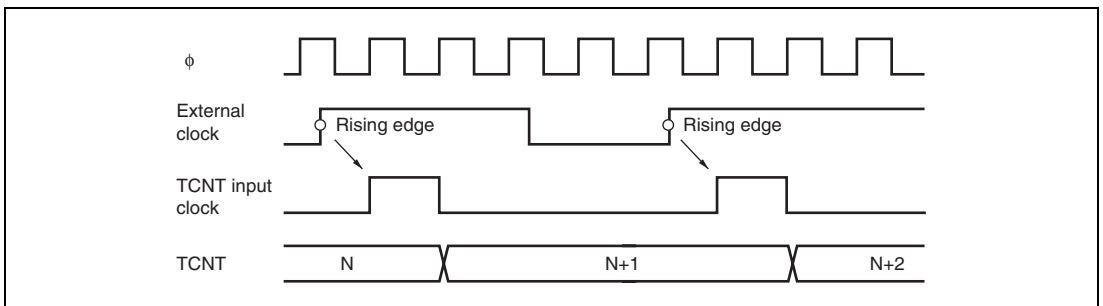 ϕ
External
clock
Rising edge
Rising edge
TCNT input
clock
TCNT
N
N+1
N+2